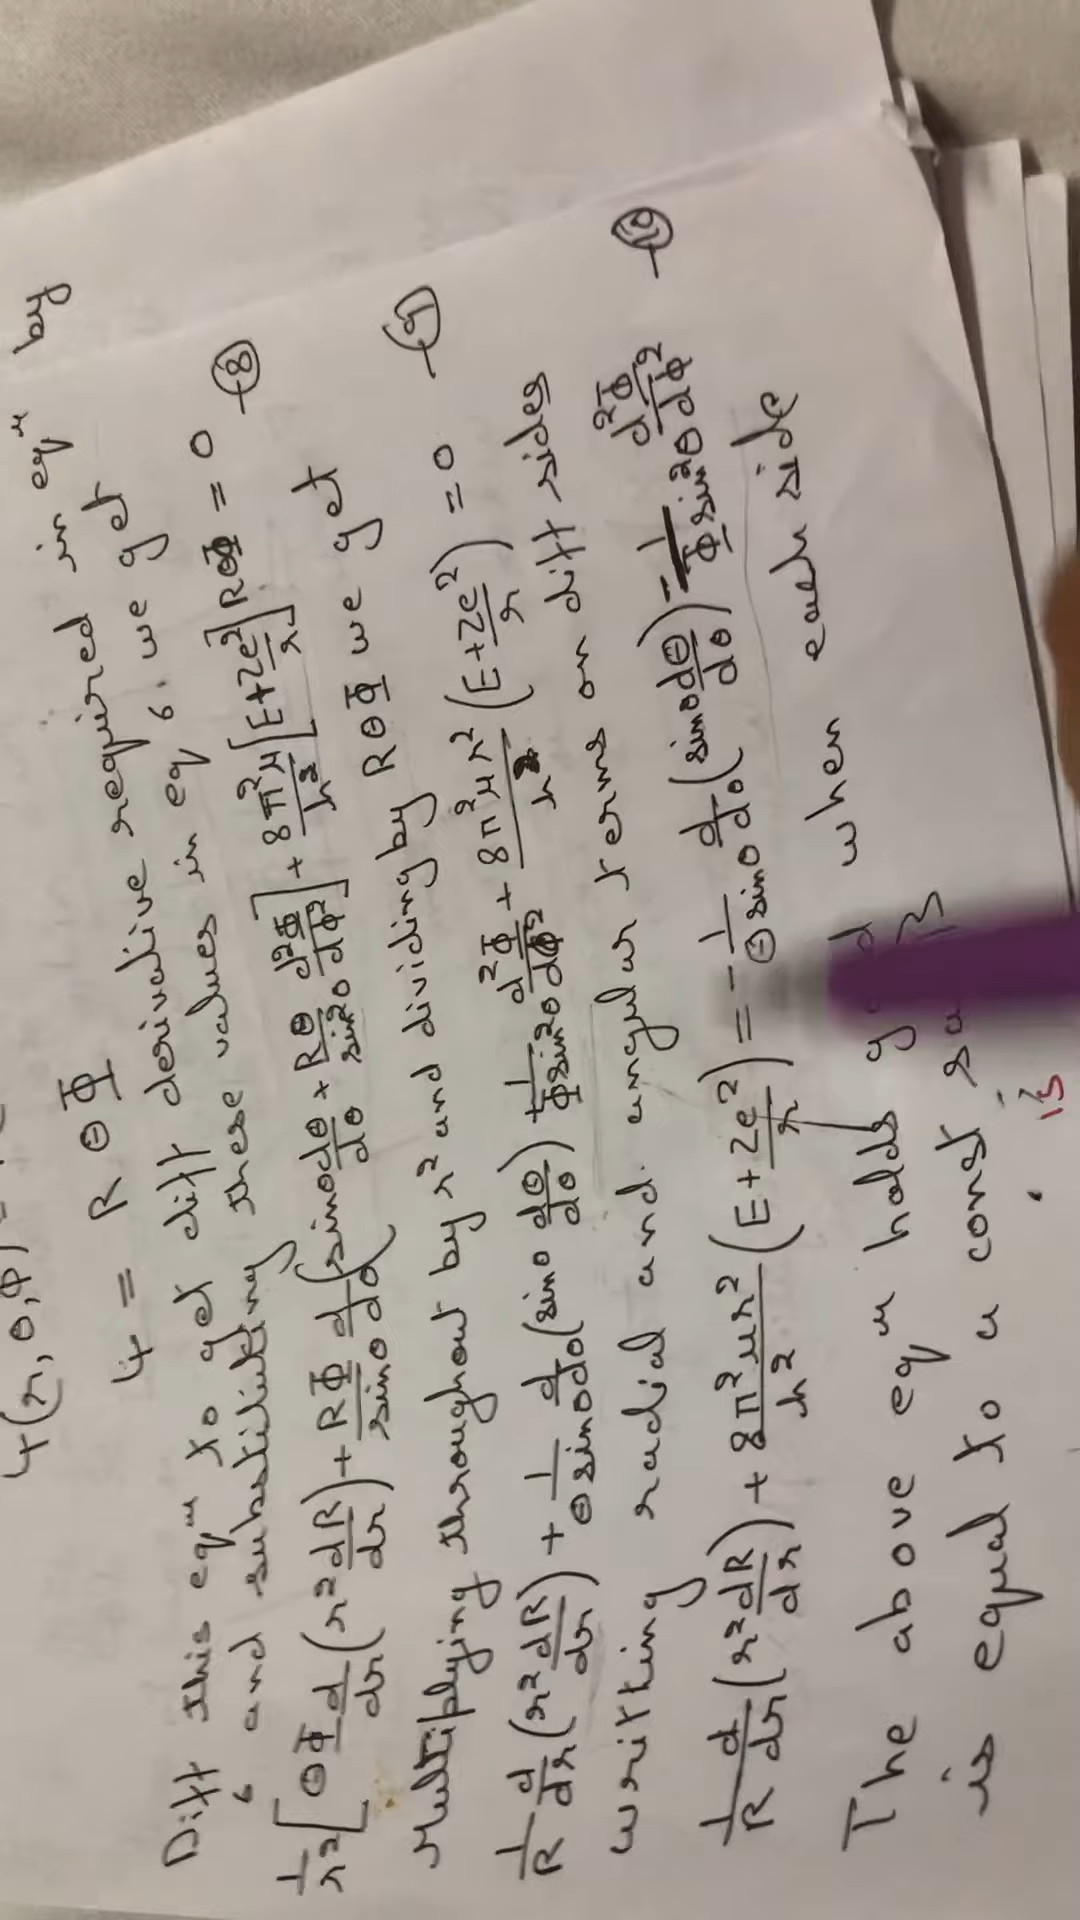 ψ(r, θ, φ) =
by
ψ = R Θ Φ
Diff this eqn to get diff derivative required in eqn
6 and substituting these values in eq 6. we get
1/r² [ΘΦ d/dr (r² dR/dr) + RΦ/sinθ d/dθ (sinθ dΘ/dθ + RΘ/sin²θ d²Φ/dΦ²] + 8π²μ/h² [E + Ze²/r] RΘΦ = 0 -⑧
Multiplying throughout by r² and dividing by RΘΦ we get
1/R d/dr (r² dR/dr) + 1/Θ sinθ d/dθ (sinθ dΘ/dθ) + 1/Φ sin²θ d²Φ/dΦ² + 8π²μr²/h² (E + Ze²/r) = 0 -⑨
writting radial and angular terms on diff sides
1/R d/dr (r² dR/dr) + 8π²μr²/h² (E + Ze²/r) = - 1/Θ sinθ d/dθ (sinθ dΘ/dθ) - 1/Φ sin²θ d²Φ/dΦ² -⑩
The above eqn holds when each side
is equal to a const β
is